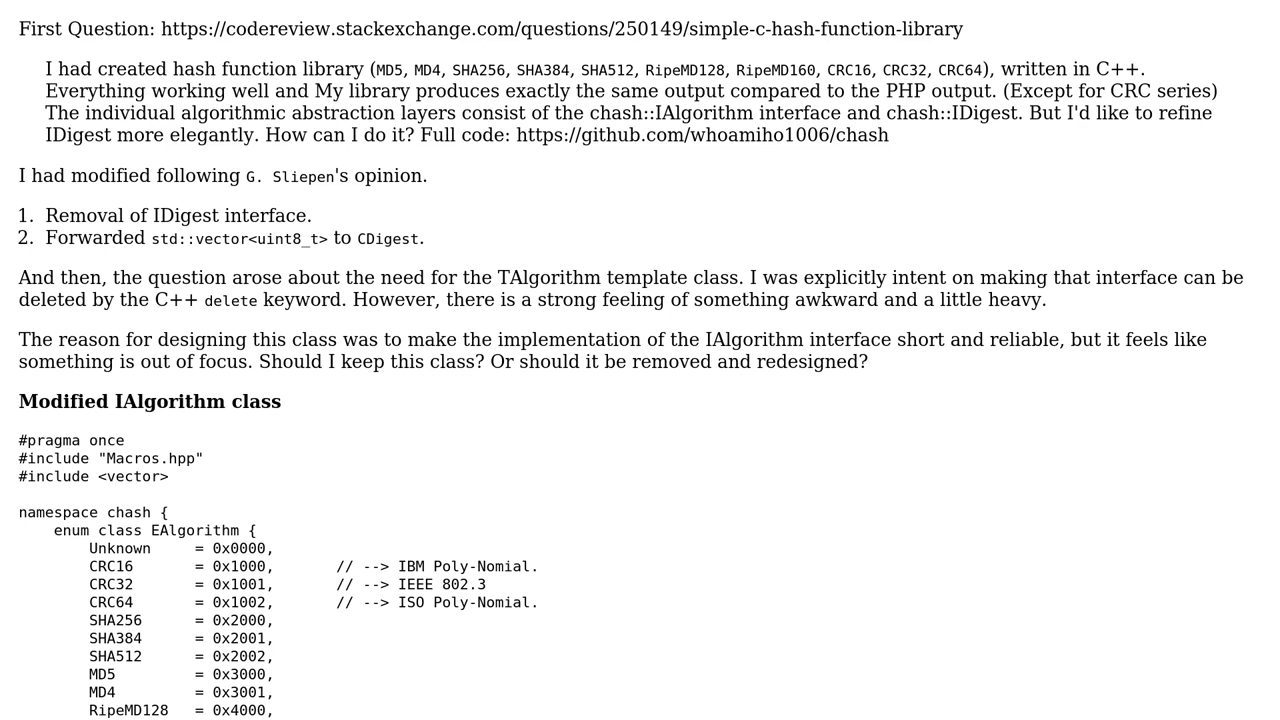 First Question: https://codereview.stackexchange.com/questions/250149/simple-c-hash-function-library
I had created hash function library (MD5, MD4, SHA256, SHA384, SHA512, RipeMD128, RipeMD160, CRC16, CRC32, CRC64), written in C++.
Everything working well and My library produces exactly the same output compared to the PHP output. (Except for CRC series)
The individual algorithmic abstraction layers consist of the chash::IAlgorithm interface and chash::IDigest. But I'd like to refine
IDigest more elegantly. How can I do it? Full code: https://github.com/whoamiho1006/chash
I had modified following G. Sliepen's opinion.
1. Removal of IDigest interface.
2. Forwarded std::vector<uint8_t> to CDigest.
And then, the question arose about the need for the TAlgorithm template class. I was explicitly intent on making that interface can be
deleted by the C++ delete keyword. However, there is a strong feeling of something awkward and a little heavy.
The reason for designing this class was to make the implementation of the IAlgorithm interface short and reliable, but it feels like
something is out of focus. Should I keep this class? Or should it be removed and redesigned?
Modified IAlgorithm class
#pragma once
#include "Macros.hpp"
#include <vector>
namespace chash {
    enum class EAlgorithm {
        Unknown     = 0x0000,
        CRC16       = 0x1000,       // --> IBM Poly-Nomial.
        CRC32       = 0x1001,       // --> IEEE 802.3
        CRC64       = 0x1002,       // --> ISO Poly-Nomial.
        SHA256      = 0x2000,
        SHA384      = 0x2001,
        SHA512      = 0x2002,
        MD5         = 0x3000,
        MD4         = 0x3001,
        RipeMD128   = 0x4000,